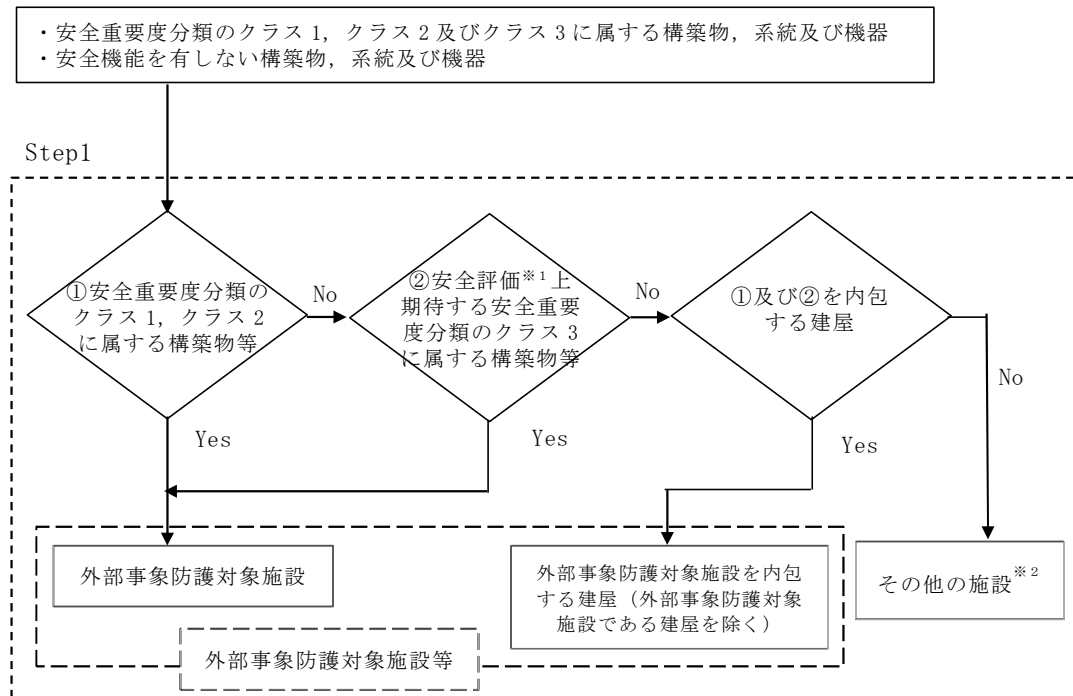 ・安全重要度分類のクラス1,クラス2及びクラス3に属する構築物,系統及び機器
・安全機能を有しない構築物,系統及び機器
Step1
①安全重要度分類の
クラス1,クラス2
に属する構築物等
No
②安全評価※1上
期待する安全重要
度分類のクラス3
に属する構築物等
No
①及び②を内包
する建屋
No
Yes
Yes
Yes
外部事象防護対象施設
外部事象防護対象施設を内包
する建屋(外部事象防護対象
施設である建屋を除く)
その他の施設※2
外部事象防護対象施設等